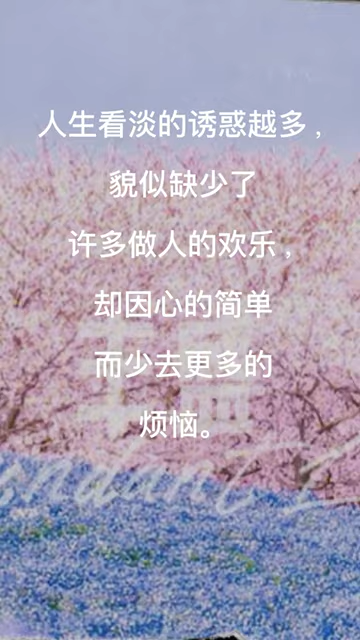 人生看淡的诱惑越多，
貌似缺少了
许多做人的欢乐，
却因心的简单
而少去更多的
烦恼。